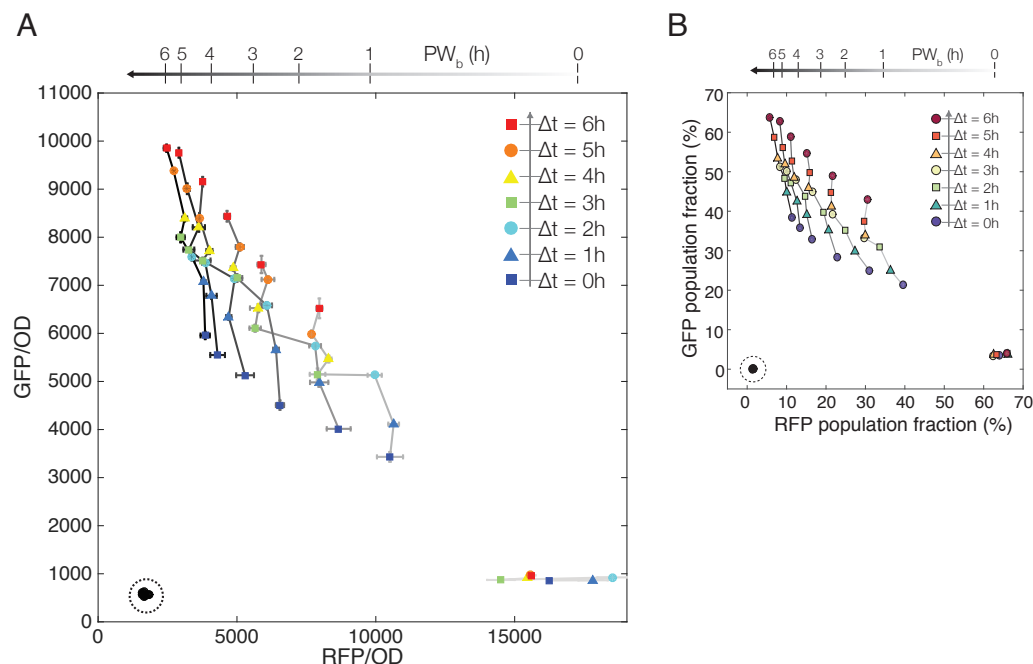 A
6 5 4 3 2 1 PW_b (h) 0
11000
10000
9000
8000
7000
6000
5000
4000
3000
2000
1000
0
GFP/OD
Δt = 6h
Δt = 5h
Δt = 4h
Δt = 3h
Δt = 2h
Δt = 1h
Δt = 0h
0 5000 10000 15000
RFP/OD
B
6 5 4 3 2 1 PW_b (h) 0
70
60
50
40
30
20
10
0
GFP population fraction (%)
Δt = 6h
Δt = 5h
Δt = 4h
Δt = 3h
Δt = 2h
Δt = 1h
Δt = 0h
0 10 20 30 40 50 60 70
RFP population fraction (%)